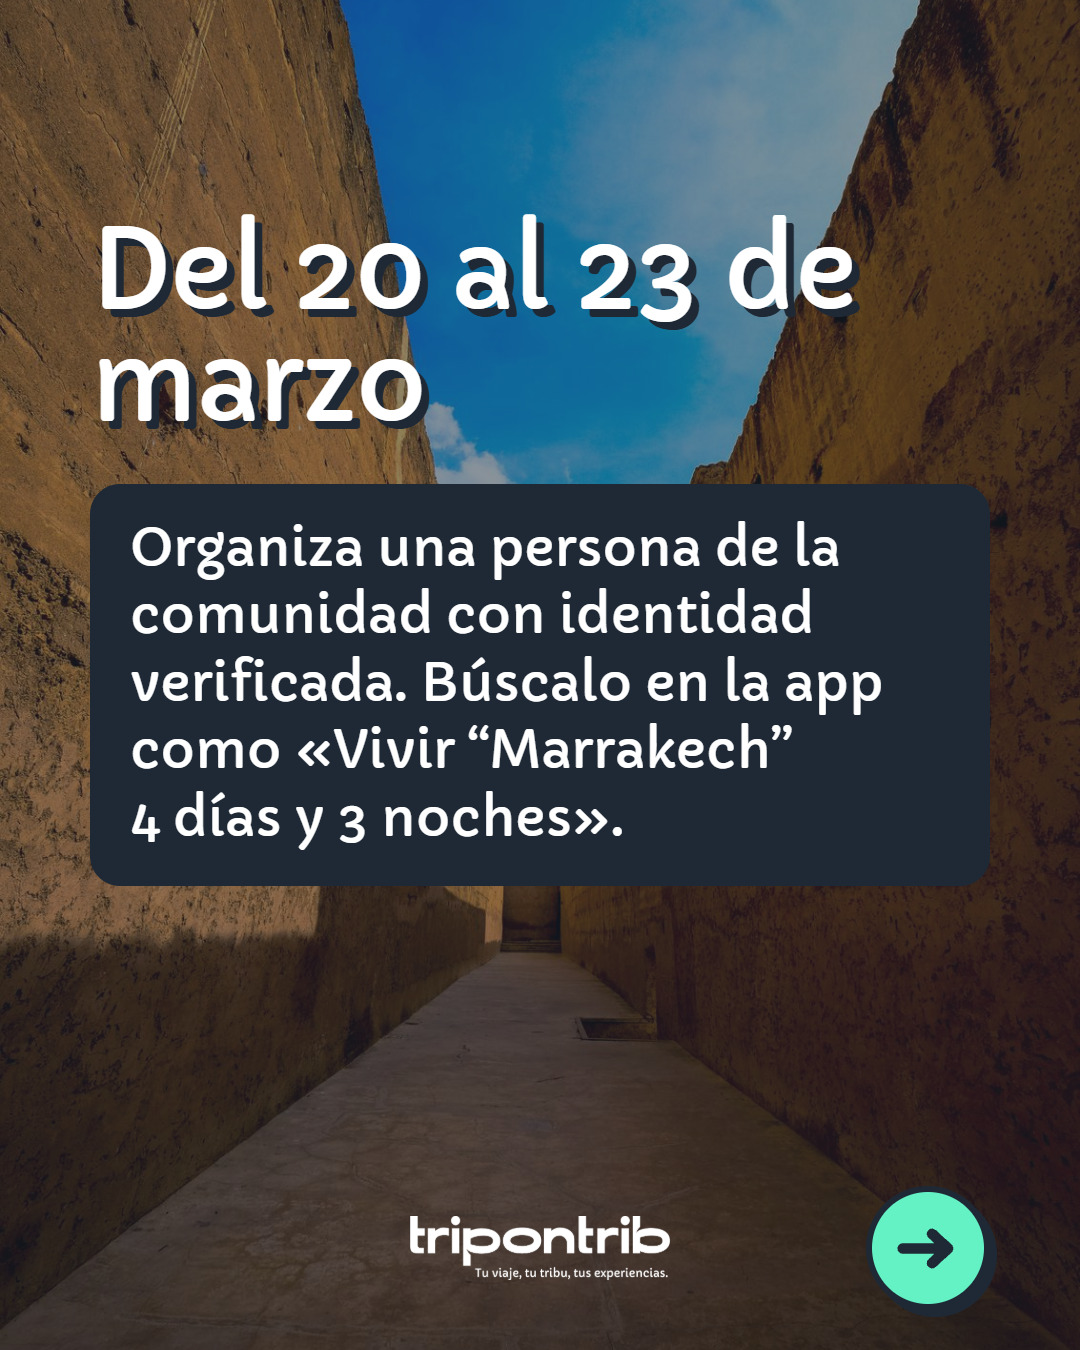 Del 20 al 23 de
marzo
Organiza una persona de la
comunidad con identidad
verificada. Búscalo en la app
como «Vivir “Marrakech”
4 días y 3 noches».
tripontrib
Tu viaje, tu tribu, tus experiencias.